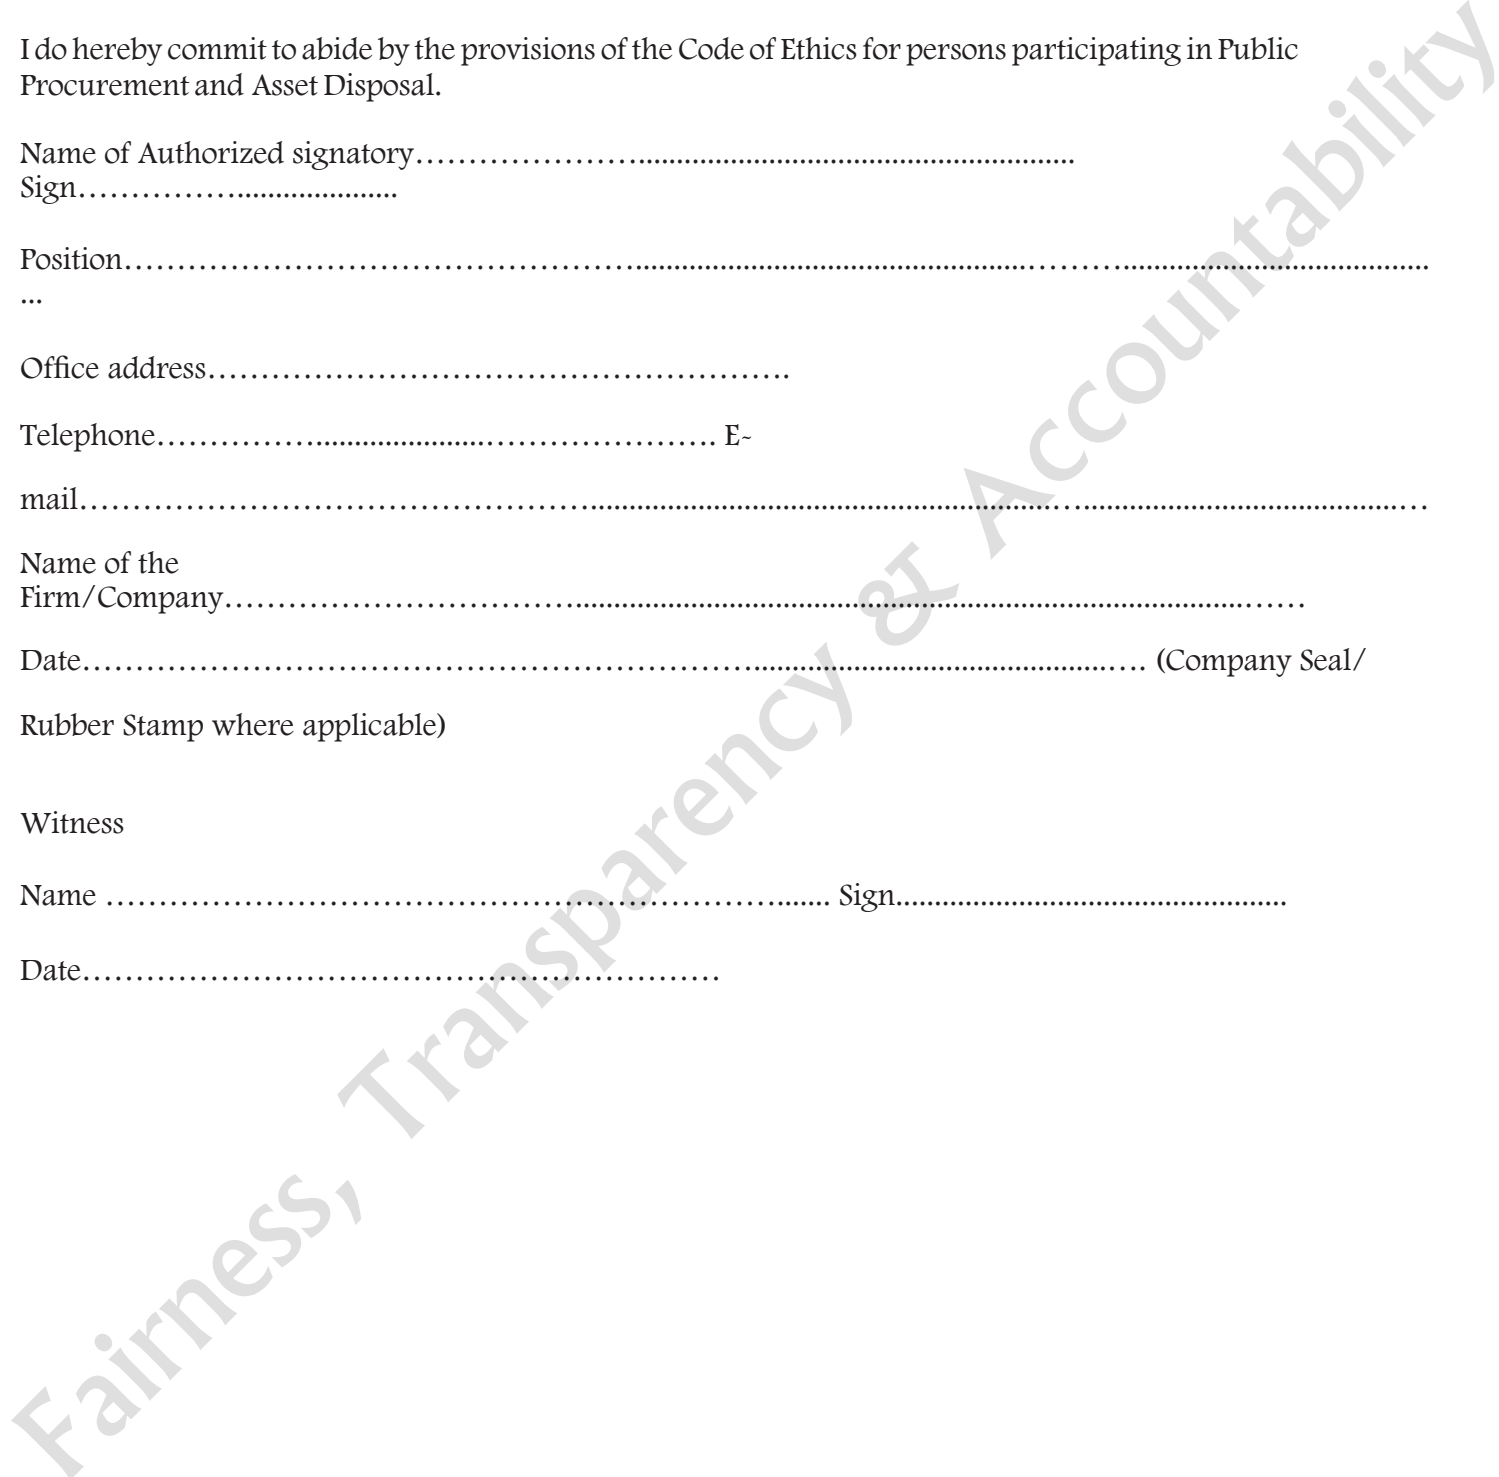 I do hereby commit to abide by the provisions of the Code of Ethics for persons participating in Public
Procurement and Asset Disposal.
Name of Authorized signatory…………………..................................................................................
Sign……………......................
Position…………………………………………………...........................................................................……….........................................................
...
Office address……………………………………………………….
Telephone…………….......................…………………. E-
mail…………………………………………….........................................................................................…...........................................................…
Name of the
Firm/Company………………………………..............................................................................................................................……
Date……………………………………………………………....................................................................…. (Company Seal/
Rubber Stamp where applicable)
Witness
Name ……………………………………………………………....... Sign..................................................
Date…………………………………………………………
Fairness, Transparency & Accountability